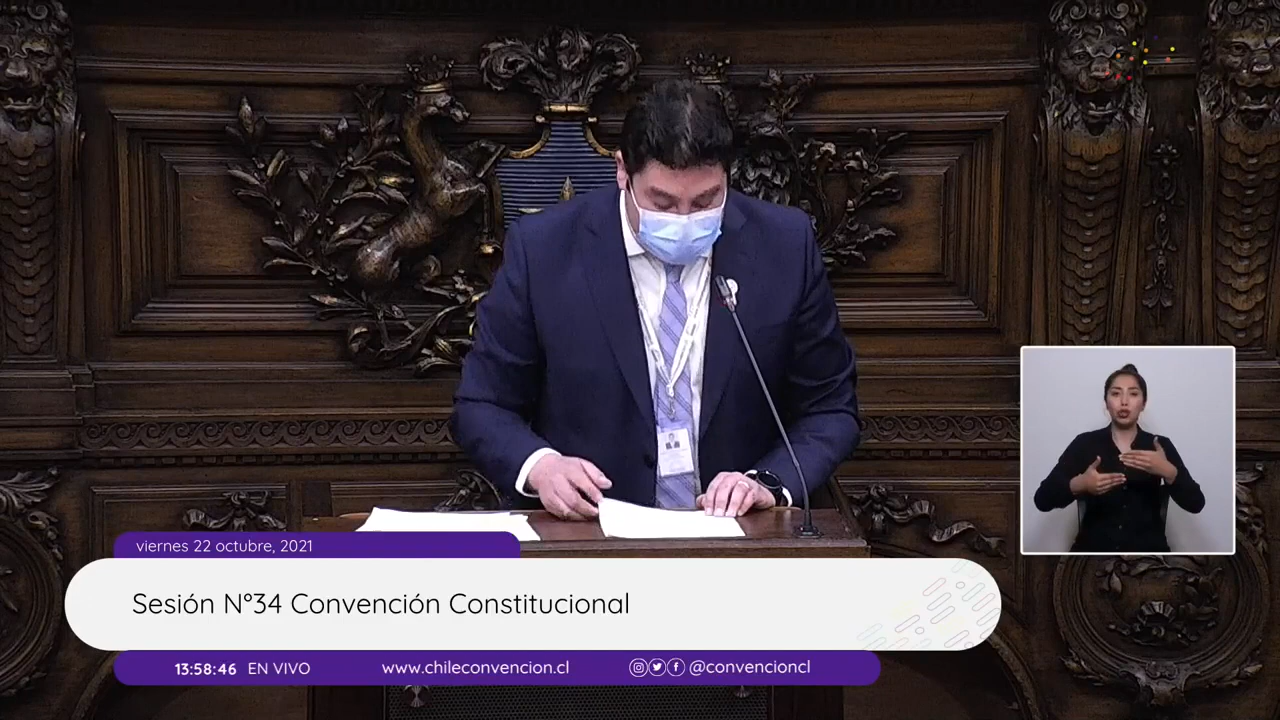 viernes 22 octubre, 2021
Sesión N°34 Convención Constitucional
13:58:46 EN VIVO www.chileconvencion.cl @convencioncl